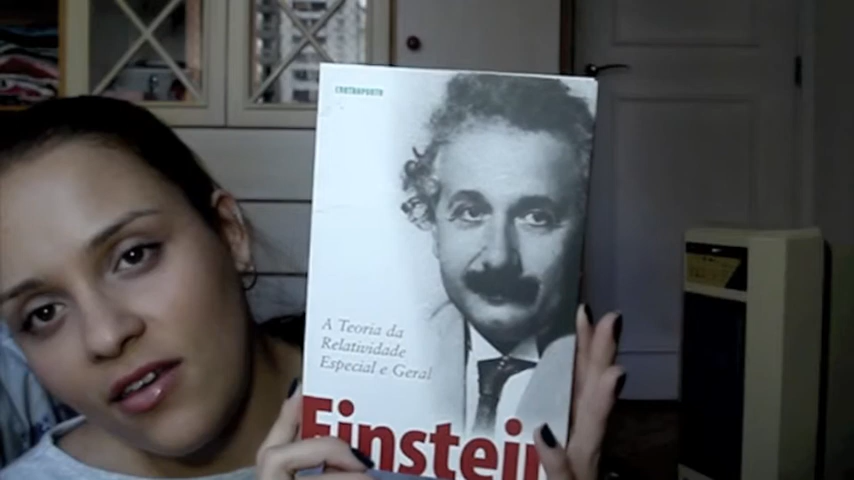 CONTRAPONTO
A Teoria da
Relatividade
Especial e Geral
Einstein